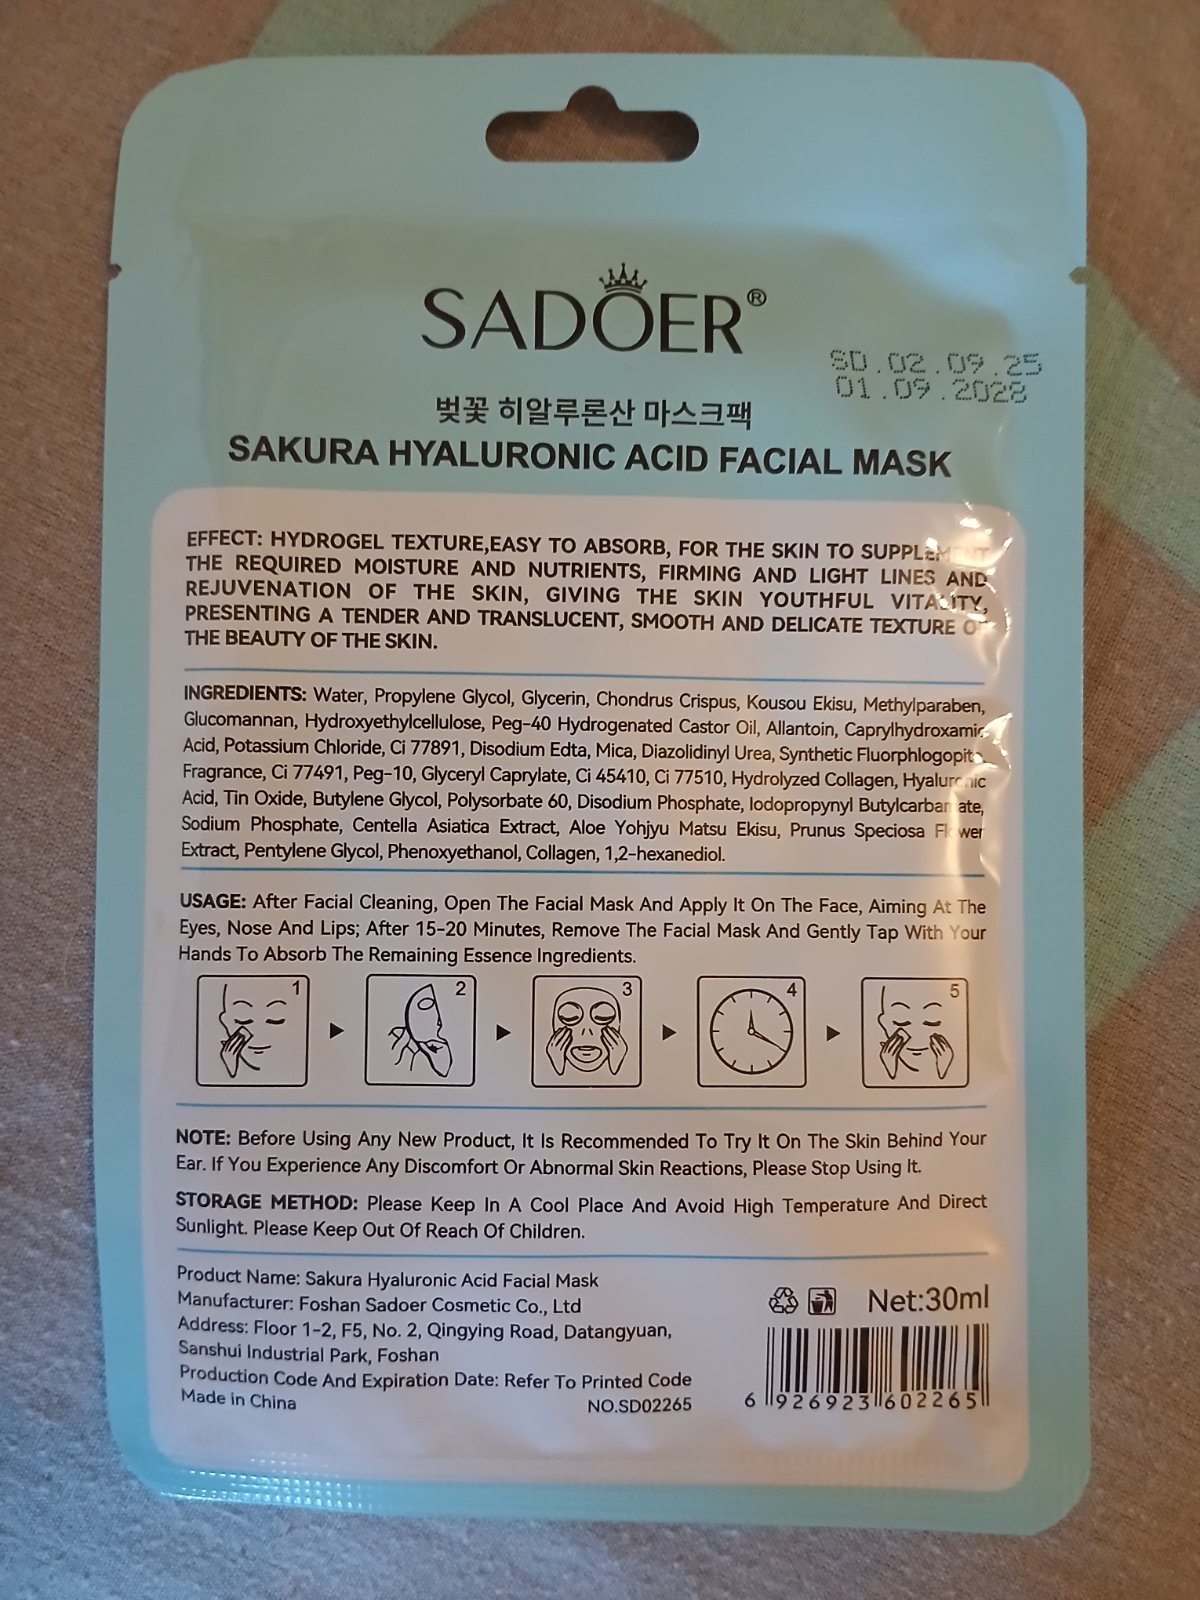 SADOER®
SD.02.09.25
01.09.2028
벚꽃 히알루론산 마스크팩
SAKURA HYALURONIC ACID FACIAL MASK
EFFECT: HYDROGEL TEXTURE,EASY TO ABSORB, FOR THE SKIN TO SUPPLEMENT
THE REQUIRED MOISTURE AND NUTRIENTS, FIRMING AND LIGHT LINES AND
REJUVENATION OF THE SKIN, GIVING THE SKIN YOUTHFUL VITALITY,
PRESENTING A TENDER AND TRANSLUCENT, SMOOTH AND DELICATE TEXTURE OF
THE BEAUTY OF THE SKIN.
INGREDIENTS: Water, Propylene Glycol, Glycerin, Chondrus Crispus, Kousou Ekisu, Methylparaben,
Glucomannan, Hydroxyethylcellulose, Peg-40 Hydrogenated Castor Oil, Allantoin, Caprylhydroxamic
Acid, Potassium Chloride, Ci 77891, Disodium Edta, Mica, Diazolidinyl Urea, Synthetic Fluorphlogopite,
Fragrance, Ci 77491, Peg-10, Glyceryl Caprylate, Ci 45410, Ci 77510, Hydrolyzed Collagen, Hyaluronic
Acid, Tin Oxide, Butylene Glycol, Polysorbate 60, Disodium Phosphate, Iodopropynyl Butylcarbamate,
Sodium Phosphate, Centella Asiatica Extract, Aloe Yohjyu Matsu Ekisu, Prunus Speciosa Flower
Extract, Pentylene Glycol, Phenoxyethanol, Collagen, 1,2-hexanediol.
USAGE: After Facial Cleaning, Open The Facial Mask And Apply It On The Face, Aiming At The
Eyes, Nose And Lips; After 15-20 Minutes, Remove The Facial Mask And Gently Tap With Your
Hands To Absorb The Remaining Essence Ingredients.
1 2 3 4 5
NOTE: Before Using Any New Product, It Is Recommended To Try It On The Skin Behind Your
Ear. If You Experience Any Discomfort Or Abnormal Skin Reactions, Please Stop Using It.
STORAGE METHOD: Please Keep In A Cool Place And Avoid High Temperature And Direct
Sunlight. Please Keep Out Of Reach Of Children.
Product Name: Sakura Hyaluronic Acid Facial Mask
Manufacturer: Foshan Sadoer Cosmetic Co., Ltd
Address: Floor 1-2, F5, No. 2, Qingying Road, Datangyuan,
Sanshui Industrial Park, Foshan
Production Code And Expiration Date: Refer To Printed Code
Made in China
NO.SD02265
Net:30ml
6 926923 602265